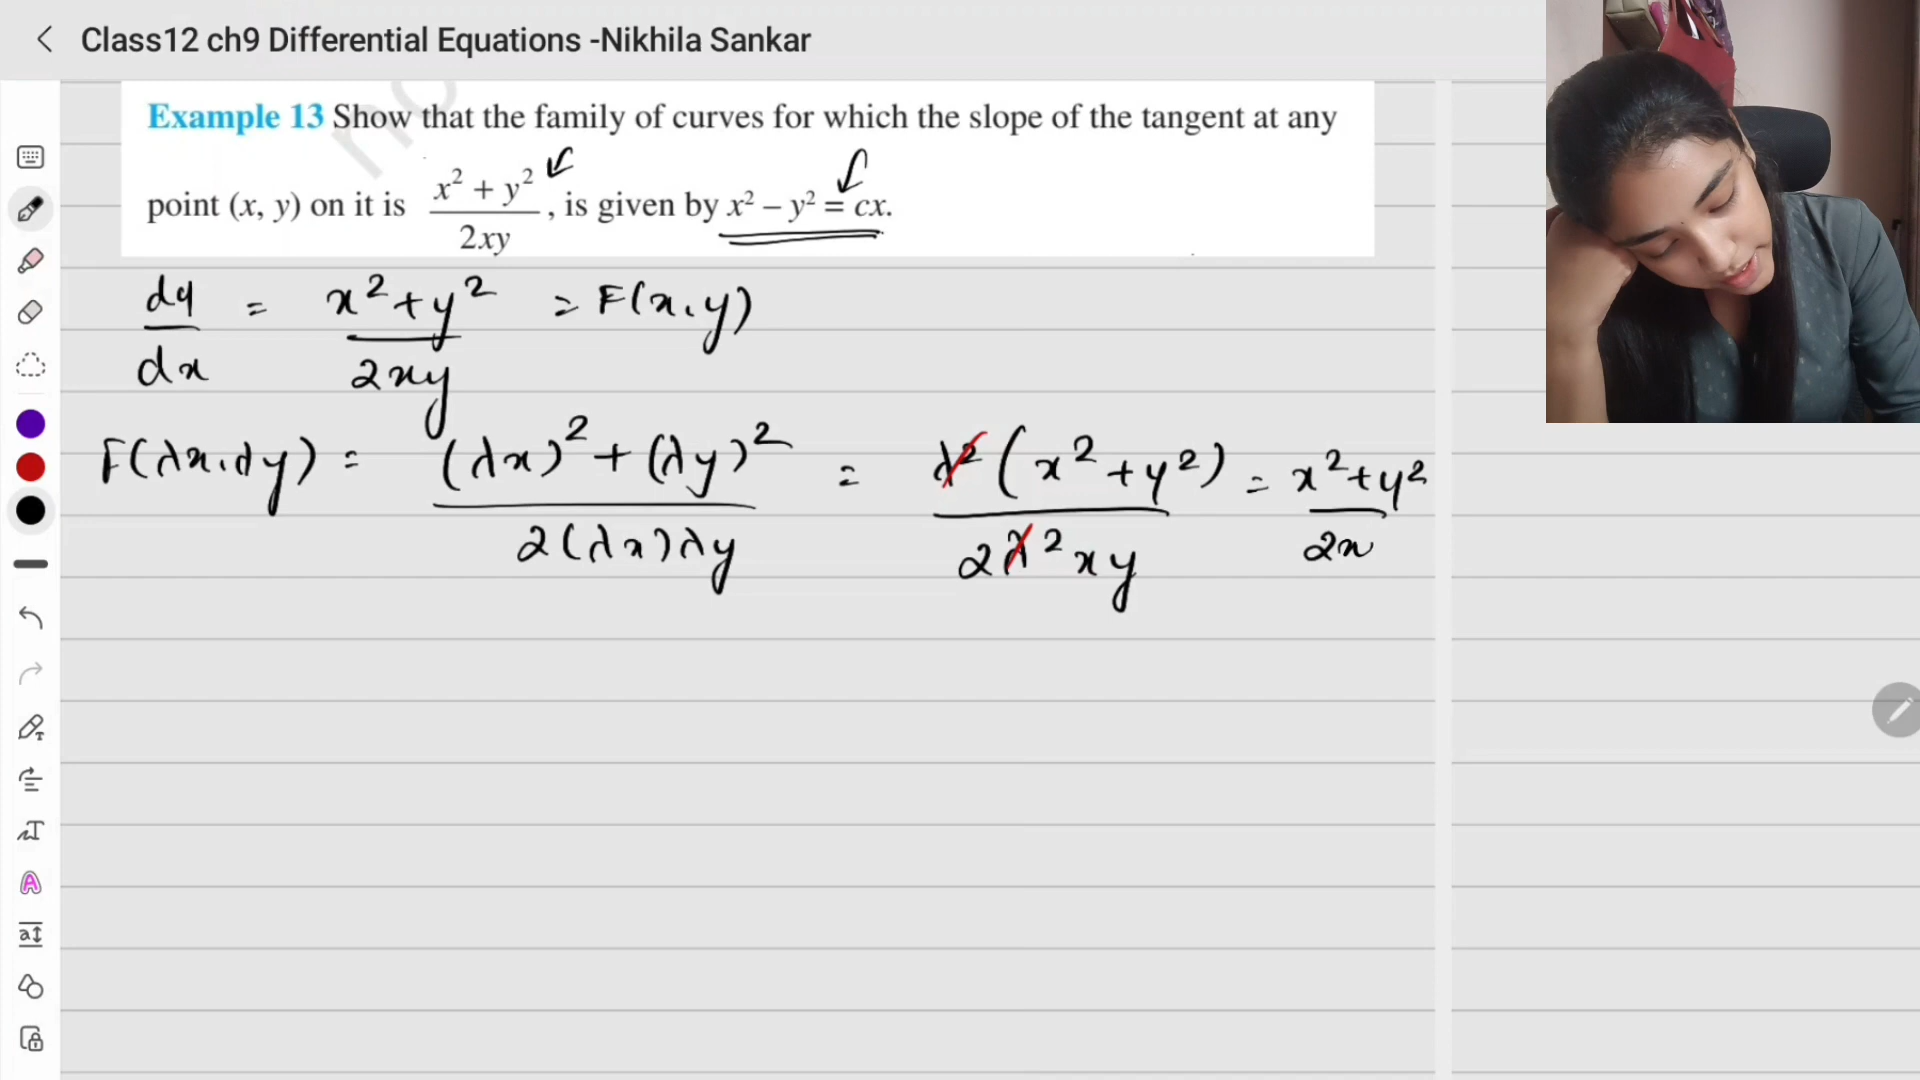 Class12 ch9 Differential Equations -Nikhila Sankar
Example 13 Show that the family of curves for which the slope of the tangent at any
point (x, y) on it is (x² + y²)/(2xy), is given by x² – y² = cx.
dy/dx = (x²+y²)/(2xy) = F(x,y)
F(λx,λy) = ((λx)²+(λy)²)/(2(λx)λy) = (λ²(x²+y²))/(2λ²xy) = (x²+y²)/(2x